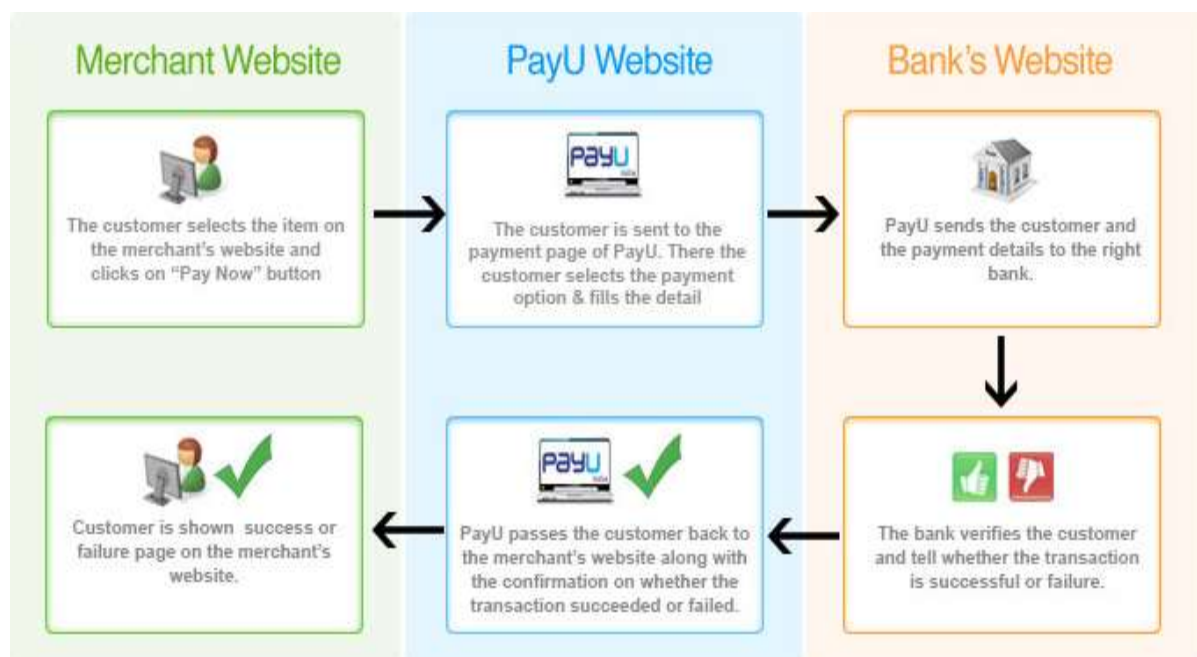 Merchant Website
PayU Website
Bank's Website
The customer selects the item on
the merchant's website and
clicks on “Pay Now” button
PayU
The customer is sent to the
payment page of PayU. There the
customer selects the payment
option & fills the detail
PayU sends the customer and
the payment details to the right
bank.
Customer is shown success or
failure page on the merchant's
website.
PayU
PayU passes the customer back to
the merchant's website along with
the confirmation on whether the
transaction succeeded or failed.
The bank verifies the customer
and tell whether the transaction
is successful or failure.